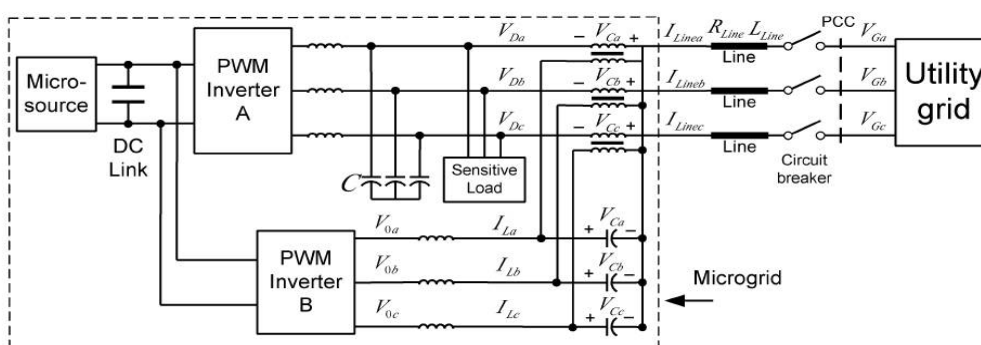 Micro-
source
DC
Link
PWM
Inverter
A
V_Da
V_Db
V_Dc
C
Sensitive
Load
− V_Ca +
− V_Cb +
− V_Cc +
I_Linea
I_Lineb
I_Linec
R_Line L_Line
Line
Line
Line
Circuit
breaker
PCC
V_Ga
V_Gb
V_Gc
Utility
grid
PWM
Inverter
B
V_0a
V_0b
V_0c
I_La
I_Lb
I_Lc
+ V_Ca −
+ V_Cb −
+ V_Cc −
Microgrid